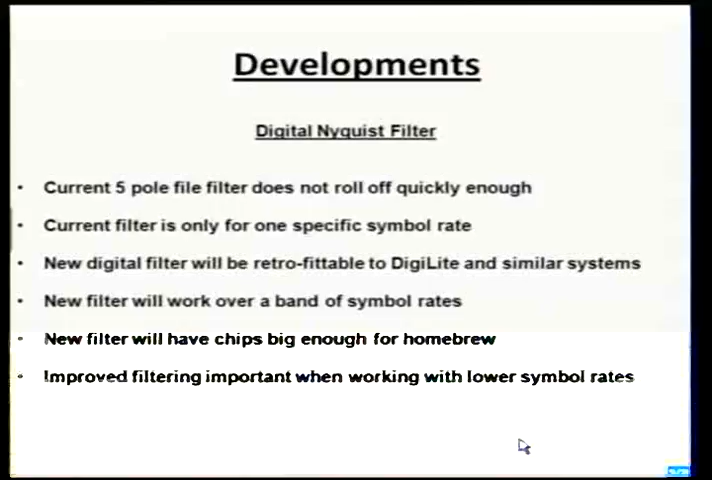 Developments
Digital Nyquist Filter
• Current 5 pole file filter does not roll off quickly enough
• Current filter is only for one specific symbol rate
• New digital filter will be retro-fittable to DigiLite and similar systems
• New filter will work over a band of symbol rates
• New filter will have chips big enough for homebrew
• Improved filtering important when working with lower symbol rates